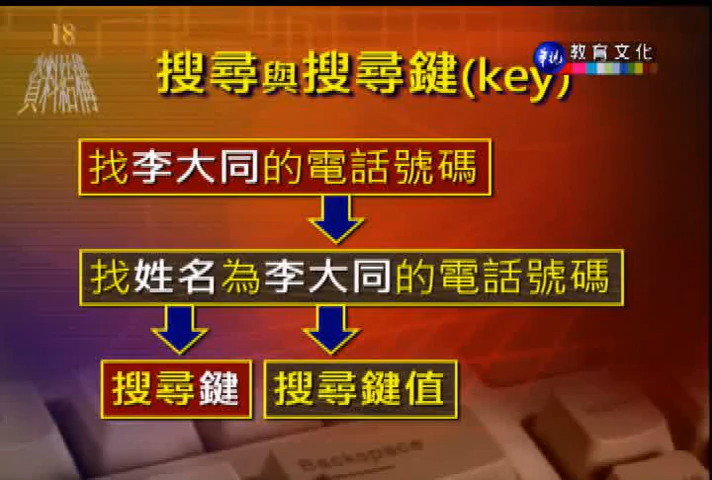 18
資料結構
華視
教育文化
搜尋與搜尋鍵(key)
找李大同的電話號碼
找姓名為李大同的電話號碼
搜尋鍵
搜尋鍵值
Backspace